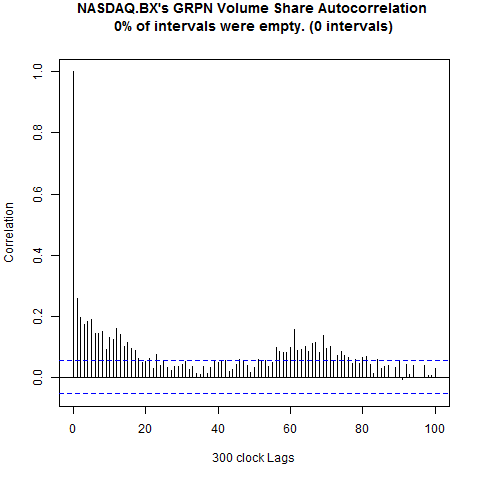 NASDAQ.BX's GRPN Volume Share Autocorrelation
0% of intervals were empty. (0 intervals)
Correlation
1.0
0.8
0.6
0.4
0.2
0.0
0 20 40 60 80 100
300 clock Lags